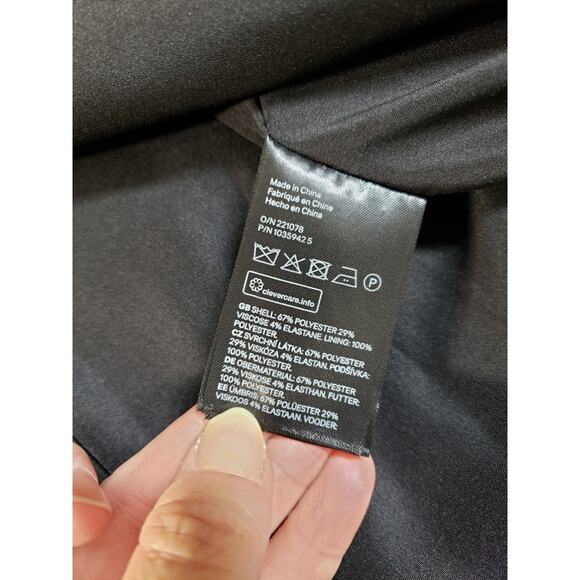 Made in China
Fabriqué en Chine
Hecho en China
O/N 221078
P/N 1035942 5
P
clevercare.info
GB SHELL: 67% POLYESTER 29%
VISCOSE 4% ELASTANE. LINING: 100%
POLYESTER.
CZ SVRCHNÍ LÁTKA: 67% POLYESTER
29% VISKÓZA 4% ELASTAN. PODŠÍVKA:
100% POLYESTER.
DE OBERMATERIAL: 67% POLYESTER
29% VISKOSE 4% ELASTHAN. FUTTER:
100% POLYESTER.
EE ÜMBRIS: 67% POLÜESTER 29%
VISKOOS 4% ELASTAAN. VOODER: